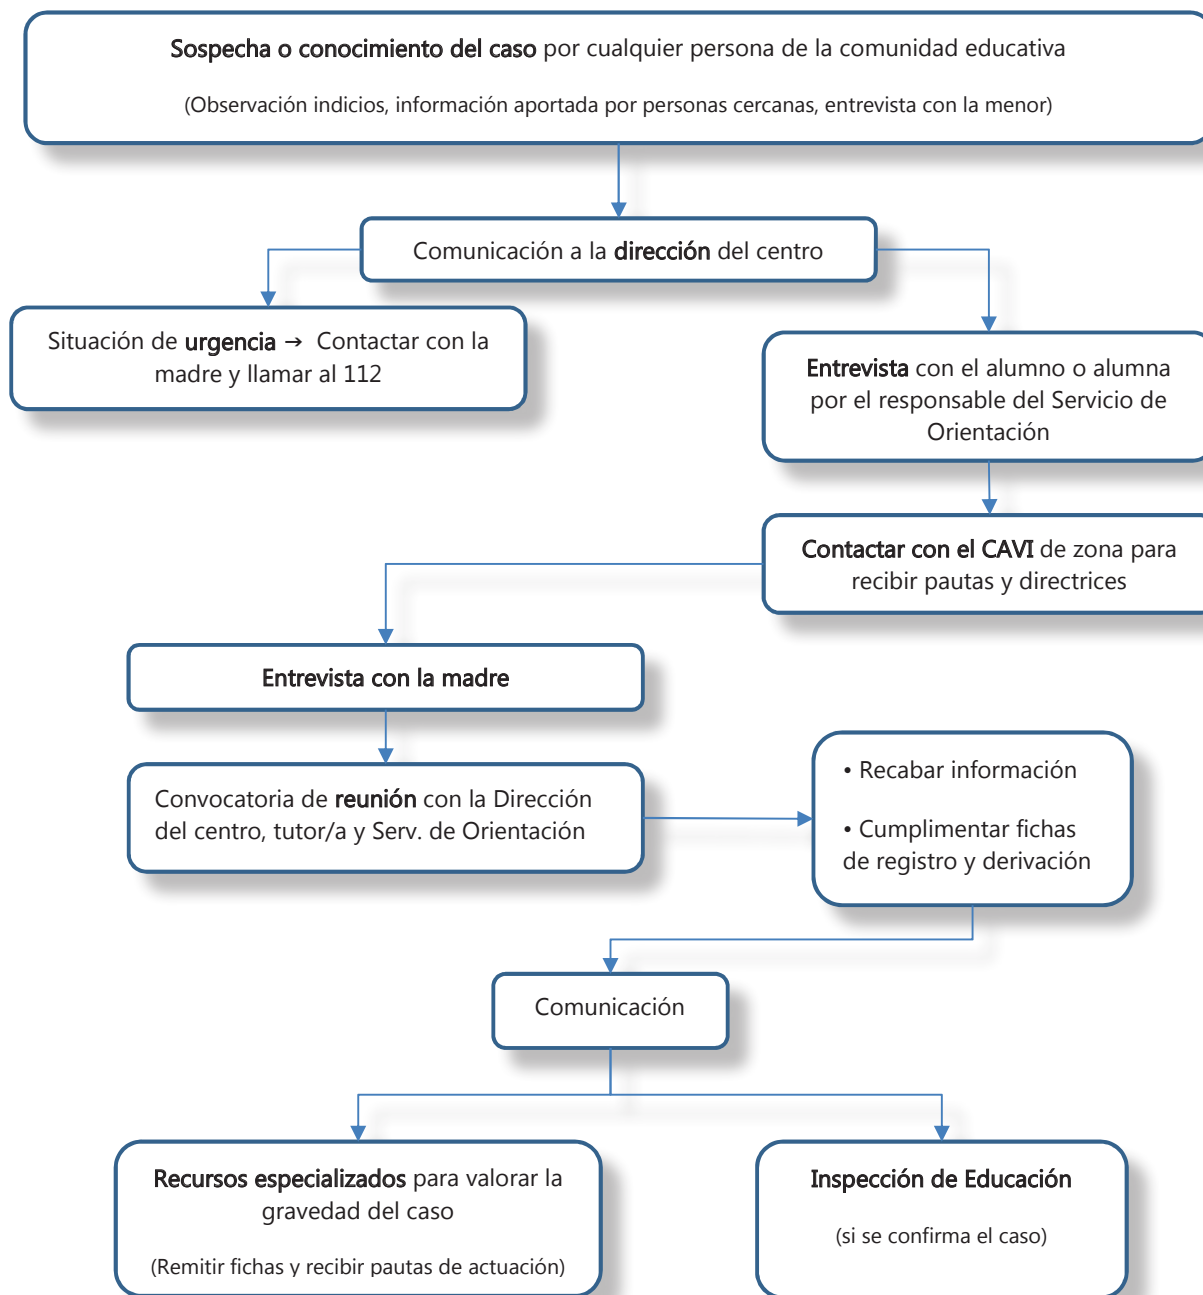 Sospecha o conocimiento del caso por cualquier persona de la comunidad educativa
(Observación indicios, información aportada por personas cercanas, entrevista con la menor)
Comunicación a la dirección del centro
Situación de urgencia → Contactar con la
madre y llamar al 112
Entrevista con el alumno o alumna
por el responsable del Servicio de
Orientación
Contactar con el CAVI de zona para
recibir pautas y directrices
Entrevista con la madre
Convocatoria de reunión con la Dirección
del centro, tutor/a y Serv. de Orientación
• Recabar información
• Cumplimentar fichas
de registro y derivación
Comunicación
Recursos especializados para valorar la
gravedad del caso
(Remitir fichas y recibir pautas de actuación)
Inspección de Educación
(si se confirma el caso)